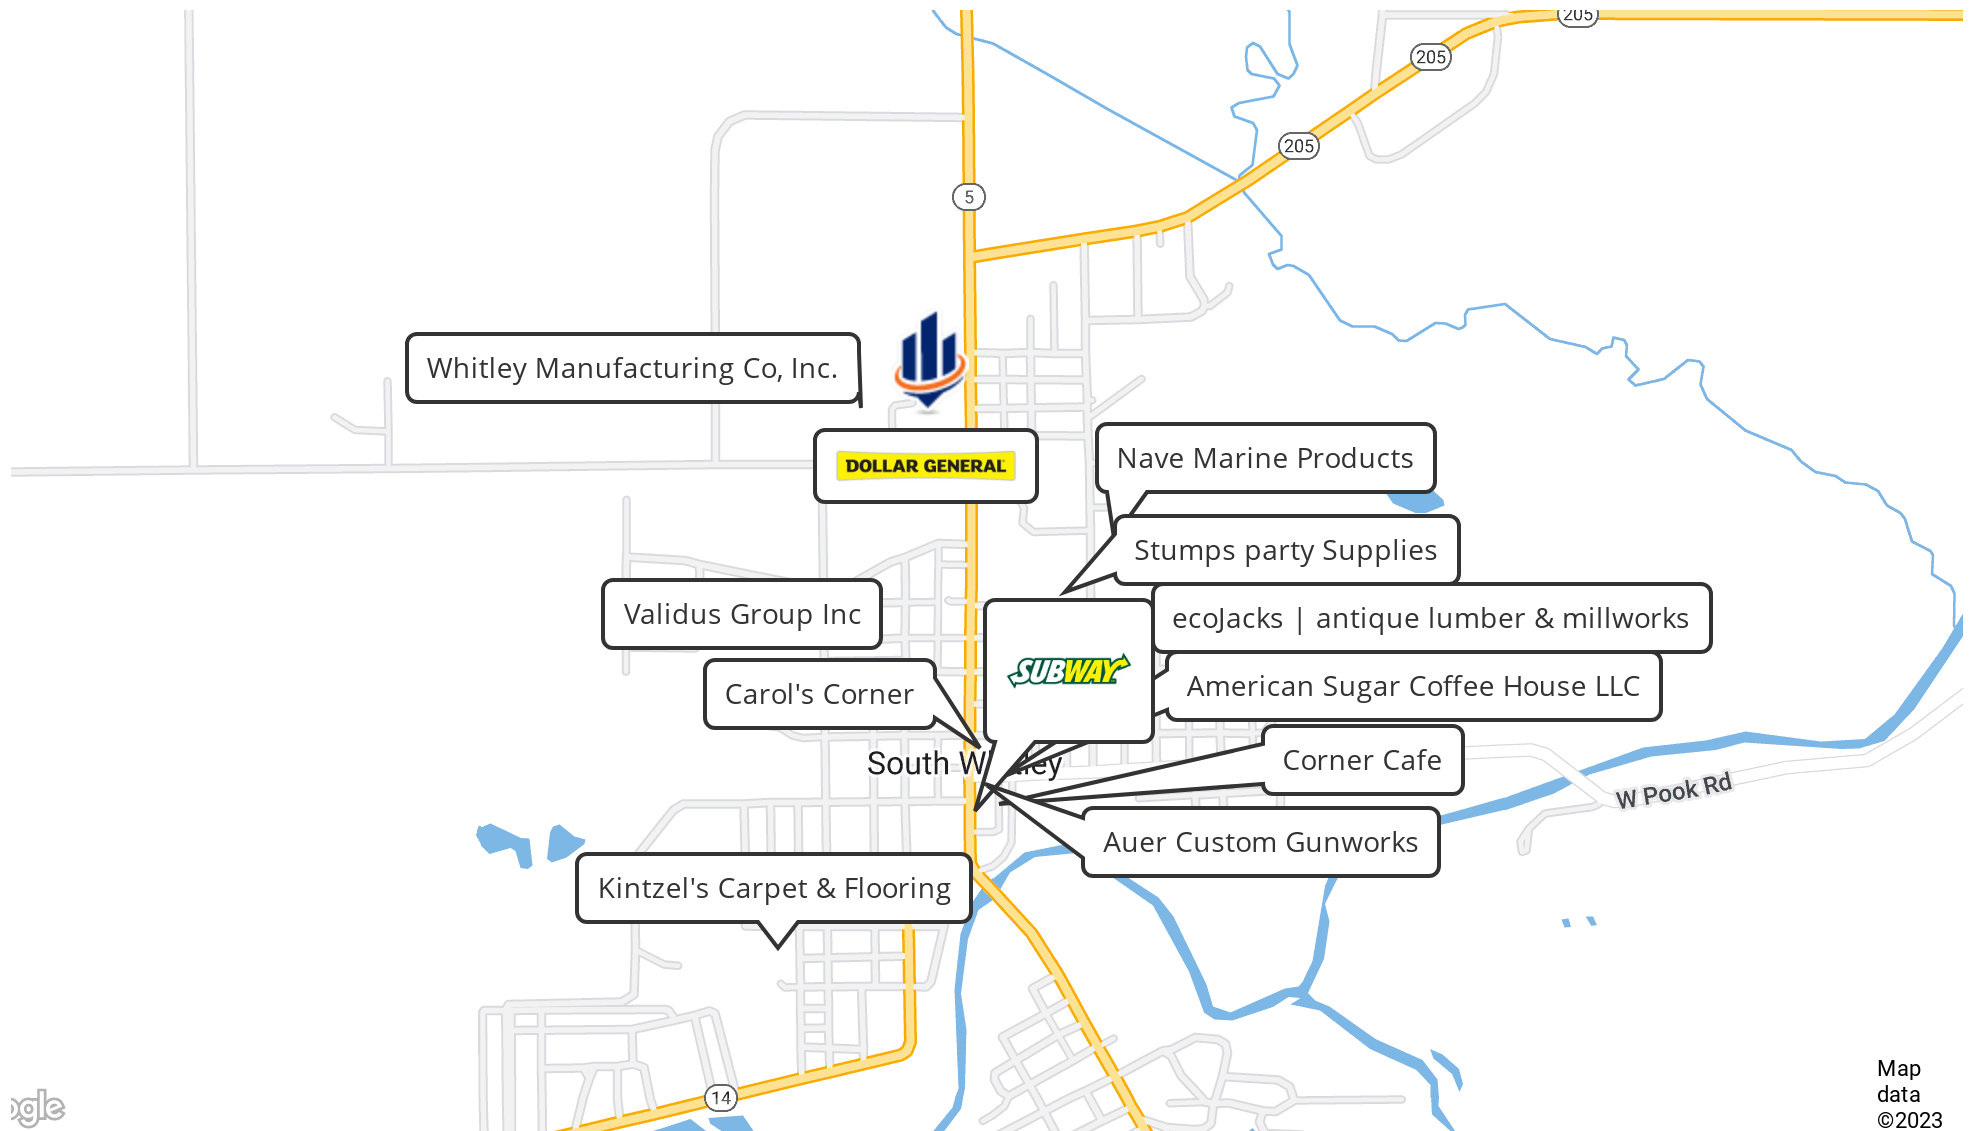 205
205
205
5
Whitley Manufacturing Co, Inc.
DOLLAR GENERAL
Nave Marine Products
Stumps party Supplies
Validus Group Inc
ecoJacks | antique lumber & millworks
SUBWAY
Carol's Corner
American Sugar Coffee House LLC
South W tley
Corner Cafe
W Pook Rd
Auer Custom Gunworks
Kintzel's Carpet & Flooring
14
ogle
Map
data
©2023